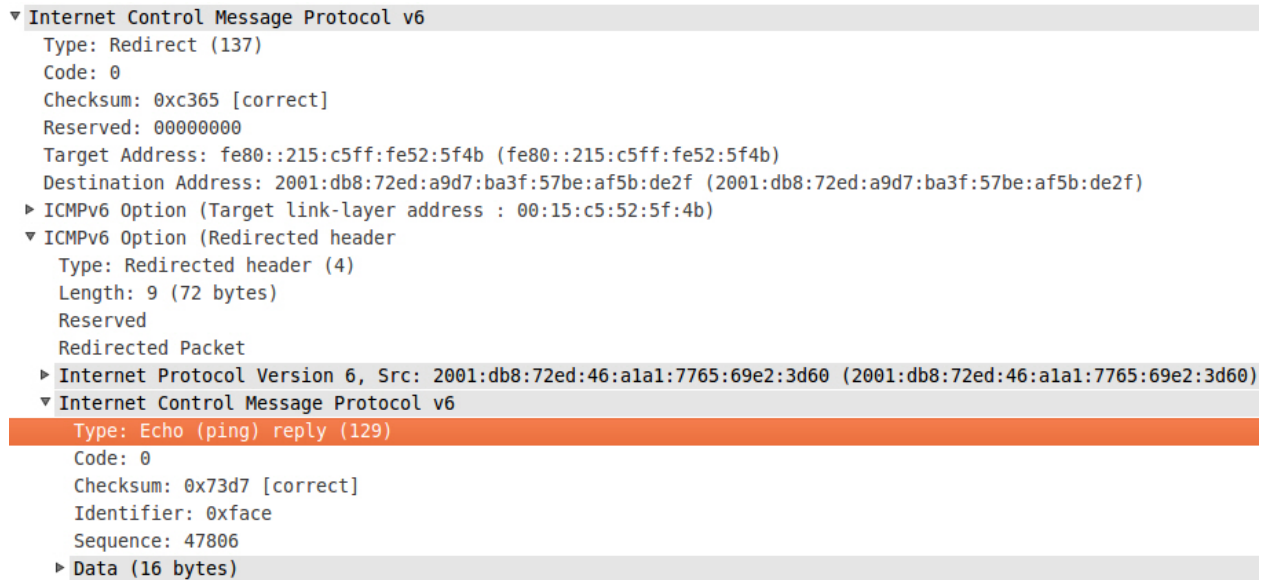 Internet Control Message Protocol v6
Type: Redirect (137)
Code: 0
Checksum: 0xc365 [correct]
Reserved: 00000000
Target Address: fe80::215:c5ff:fe52:5f4b (fe80::215:c5ff:fe52:5f4b)
Destination Address: 2001:db8:72ed:a9d7:ba3f:57be:af5b:de2f (2001:db8:72ed:a9d7:ba3f:57be:af5b:de2f)
ICMPv6 Option (Target link-layer address : 00:15:c5:52:5f:4b)
ICMPv6 Option (Redirected header
Type: Redirected header (4)
Length: 9 (72 bytes)
Reserved
Redirected Packet
Internet Protocol Version 6, Src: 2001:db8:72ed:46:a1a1:7765:69e2:3d60 (2001:db8:72ed:46:a1a1:7765:69e2:3d60)
Internet Control Message Protocol v6
Type: Echo (ping) reply (129)
Code: 0
Checksum: 0x73d7 [correct]
Identifier: 0xface
Sequence: 47806
Data (16 bytes)